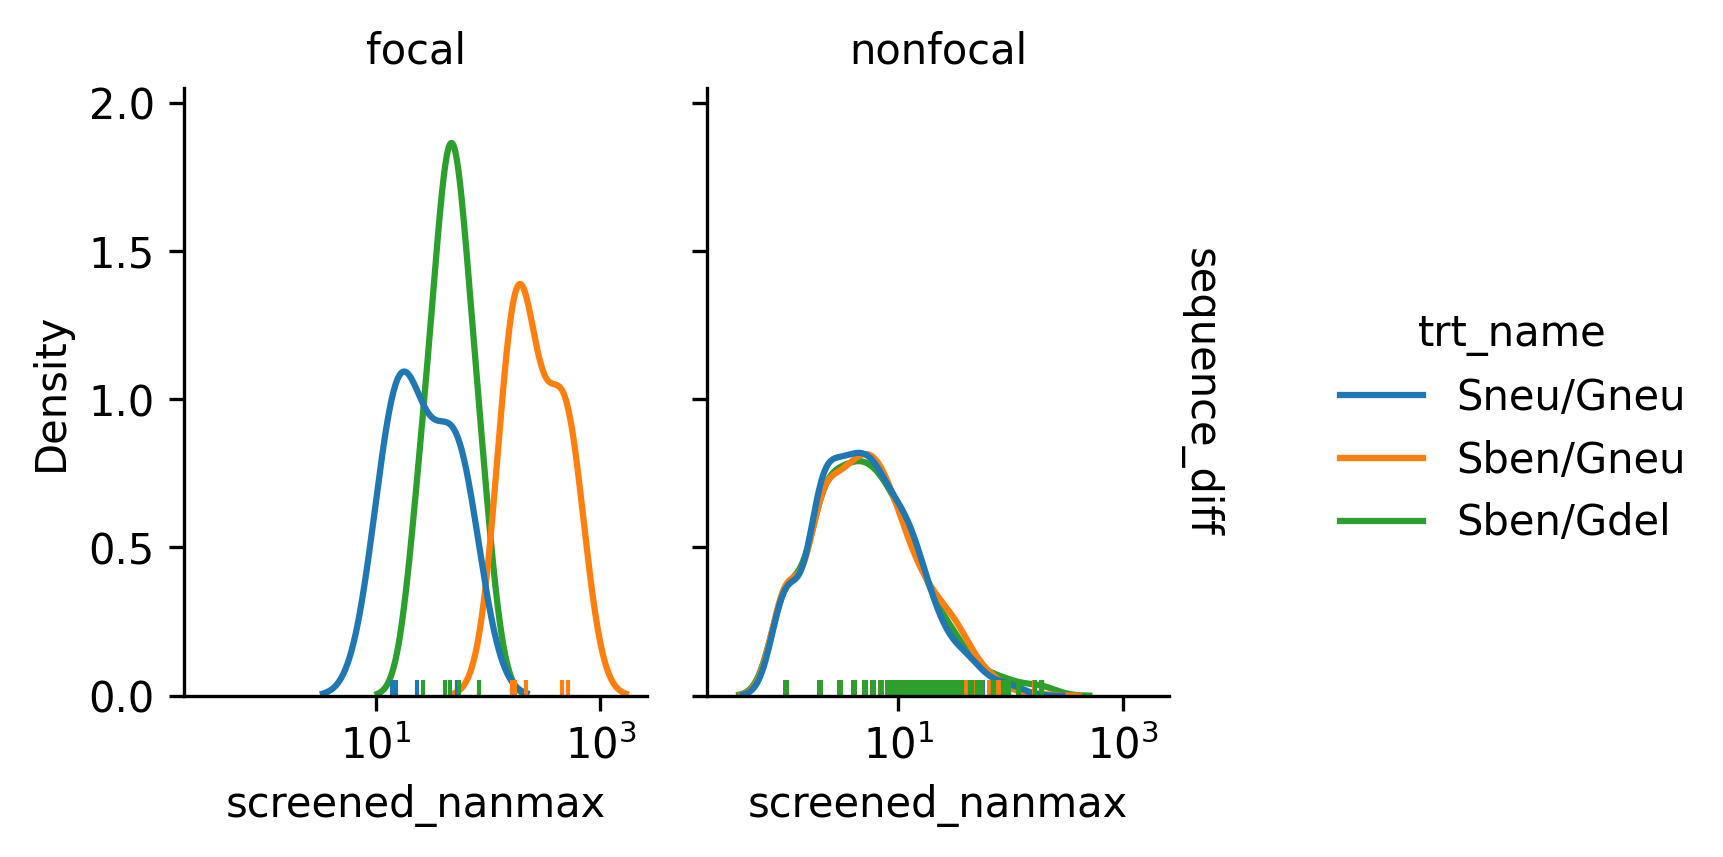 focal
nonfocal
2.0
1.5
1.0
0.5
0.0
Density
10¹
10³
10¹
10³
screened_nanmax
screened_nanmax
sequence_diff
trt_name
Sneu/Gneu
Sben/Gneu
Sben/Gdel